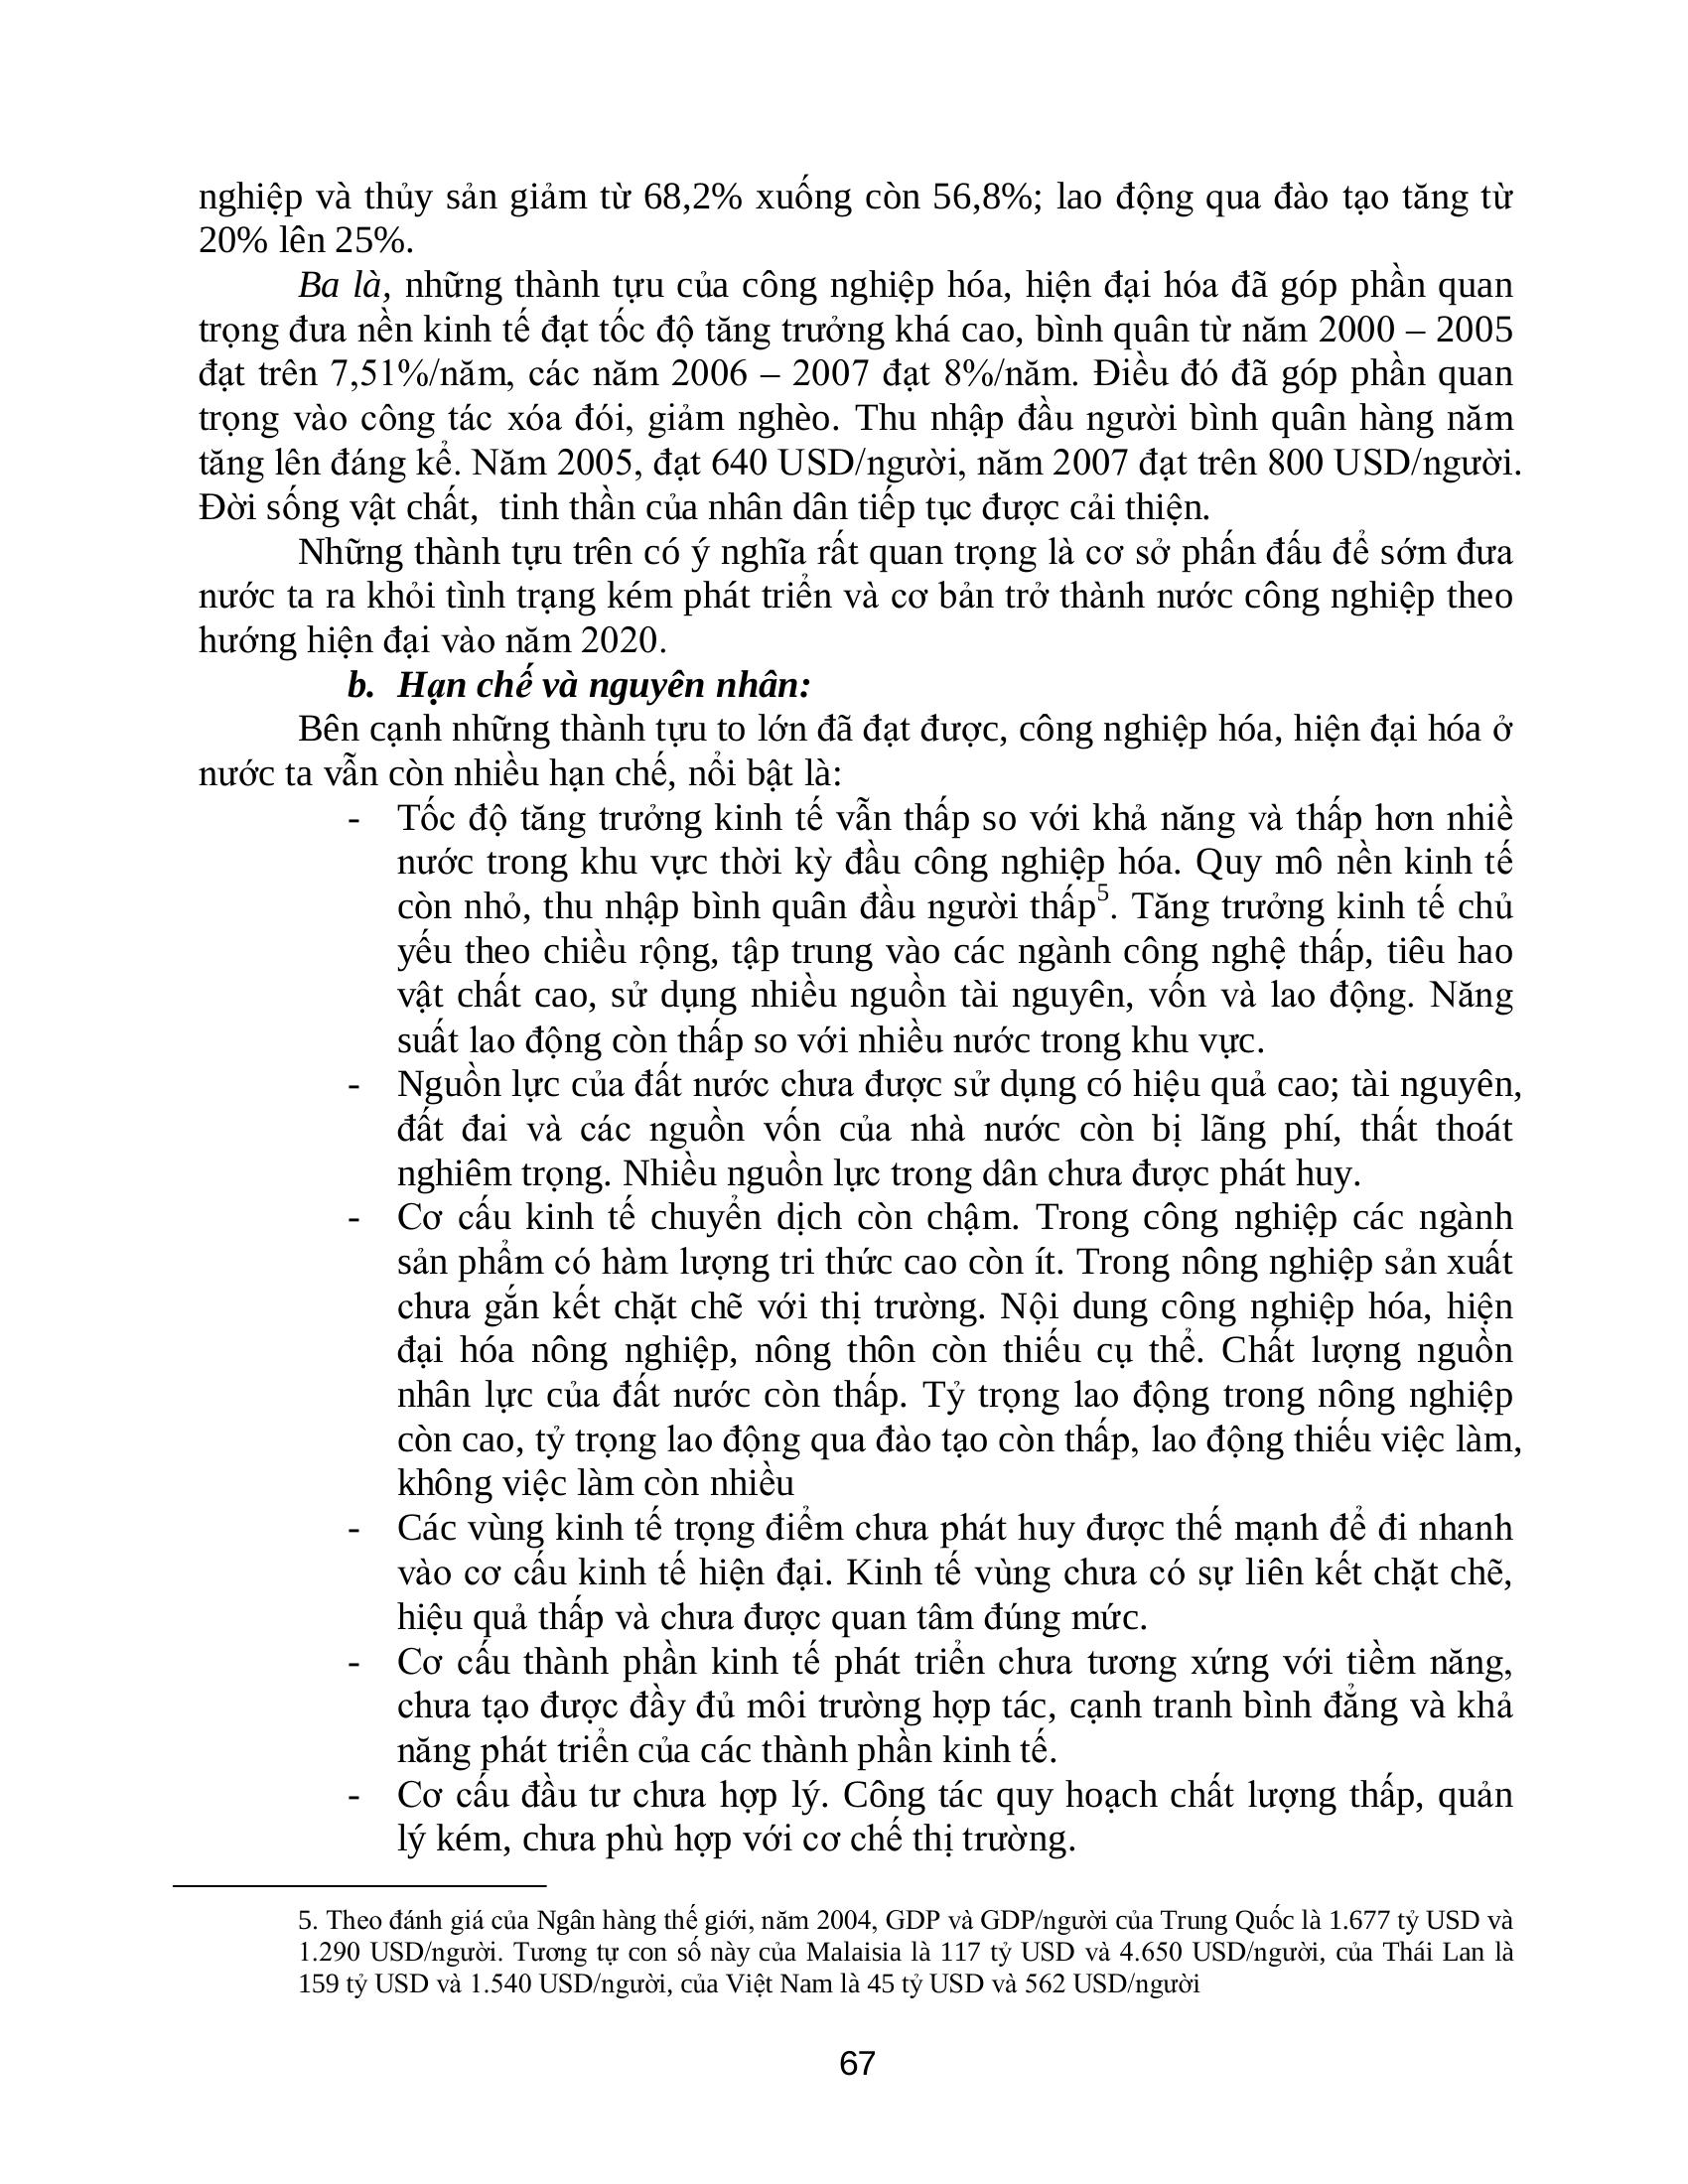 nghiệp và thủy sản giảm từ 68,2% xuống còn 56,8%; lao động qua đào tạo tăng từ
20% lên 25%.
Ba là, những thành tựu của công nghiệp hóa, hiện đại hóa đã góp phần quan
trọng đưa nền kinh tế đạt tốc độ tăng trưởng khá cao, bình quân từ năm 2000 – 2005
đạt trên 7,51%/năm, các năm 2006 – 2007 đạt 8%/năm. Điều đó đã góp phần quan
trọng vào công tác xóa đói, giảm nghèo. Thu nhập đầu người bình quân hàng năm
tăng lên đáng kể. Năm 2005, đạt 640 USD/người, năm 2007 đạt trên 800 USD/người.
Đời sống vật chất, tinh thần của nhân dân tiếp tục được cải thiện.
Những thành tựu trên có ý nghĩa rất quan trọng là cơ sở phấn đấu để sớm đưa
nước ta ra khỏi tình trạng kém phát triển và cơ bản trở thành nước công nghiệp theo
hướng hiện đại vào năm 2020.
b. Hạn chế và nguyên nhân:
Bên cạnh những thành tựu to lớn đã đạt được, công nghiệp hóa, hiện đại hóa ở
nước ta vẫn còn nhiều hạn chế, nổi bật là:
- Tốc độ tăng trưởng kinh tế vẫn thấp so với khả năng và thấp hơn nhiề
nước trong khu vực thời kỳ đầu công nghiệp hóa. Quy mô nền kinh tế
còn nhỏ, thu nhập bình quân đầu người thấp5. Tăng trưởng kinh tế chủ
yếu theo chiều rộng, tập trung vào các ngành công nghệ thấp, tiêu hao
vật chất cao, sử dụng nhiều nguồn tài nguyên, vốn và lao động. Năng
suất lao động còn thấp so với nhiều nước trong khu vực.
- Nguồn lực của đất nước chưa được sử dụng có hiệu quả cao; tài nguyên,
đất đai và các nguồn vốn của nhà nước còn bị lãng phí, thất thoát
nghiêm trọng. Nhiều nguồn lực trong dân chưa được phát huy.
- Cơ cấu kinh tế chuyển dịch còn chậm. Trong công nghiệp các ngành
sản phẩm có hàm lượng tri thức cao còn ít. Trong nông nghiệp sản xuất
chưa gắn kết chặt chẽ với thị trường. Nội dung công nghiệp hóa, hiện
đại hóa nông nghiệp, nông thôn còn thiếu cụ thể. Chất lượng nguồn
nhân lực của đất nước còn thấp. Tỷ trọng lao động trong nông nghiệp
còn cao, tỷ trọng lao động qua đào tạo còn thấp, lao động thiếu việc làm,
không việc làm còn nhiều
- Các vùng kinh tế trọng điểm chưa phát huy được thế mạnh để đi nhanh
vào cơ cấu kinh tế hiện đại. Kinh tế vùng chưa có sự liên kết chặt chẽ,
hiệu quả thấp và chưa được quan tâm đúng mức.
- Cơ cấu thành phần kinh tế phát triển chưa tương xứng với tiềm năng,
chưa tạo được đầy đủ môi trường hợp tác, cạnh tranh bình đẳng và khả
năng phát triển của các thành phần kinh tế.
- Cơ cấu đầu tư chưa hợp lý. Công tác quy hoạch chất lượng thấp, quản
lý kém, chưa phù hợp với cơ chế thị trường.
5. Theo đánh giá của Ngân hàng thế giới, năm 2004, GDP và GDP/người của Trung Quốc là 1.677 tỷ USD và
1.290 USD/người. Tương tự con số này của Malaisia là 117 tỷ USD và 4.650 USD/người, của Thái Lan là
159 tỷ USD và 1.540 USD/người, của Việt Nam là 45 tỷ USD và 562 USD/người
67